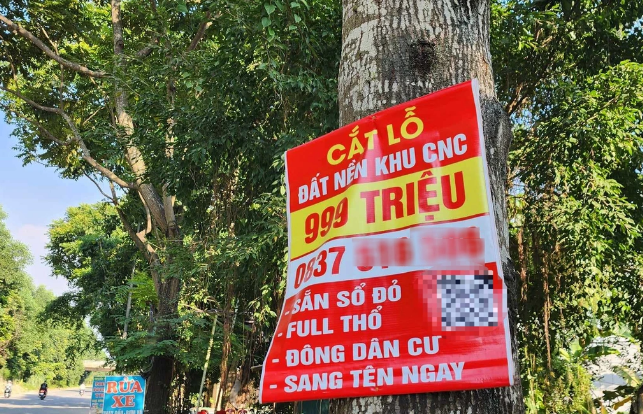 CẮT LỖ
ĐẤT NỀN KHU CNC
999 TRIỆU
0837
- SẴN SỔ ĐỎ
- FULL THỔ
- ĐÔNG DÂN CƯ
- SANG TÊN NGAY
RỬA
XE